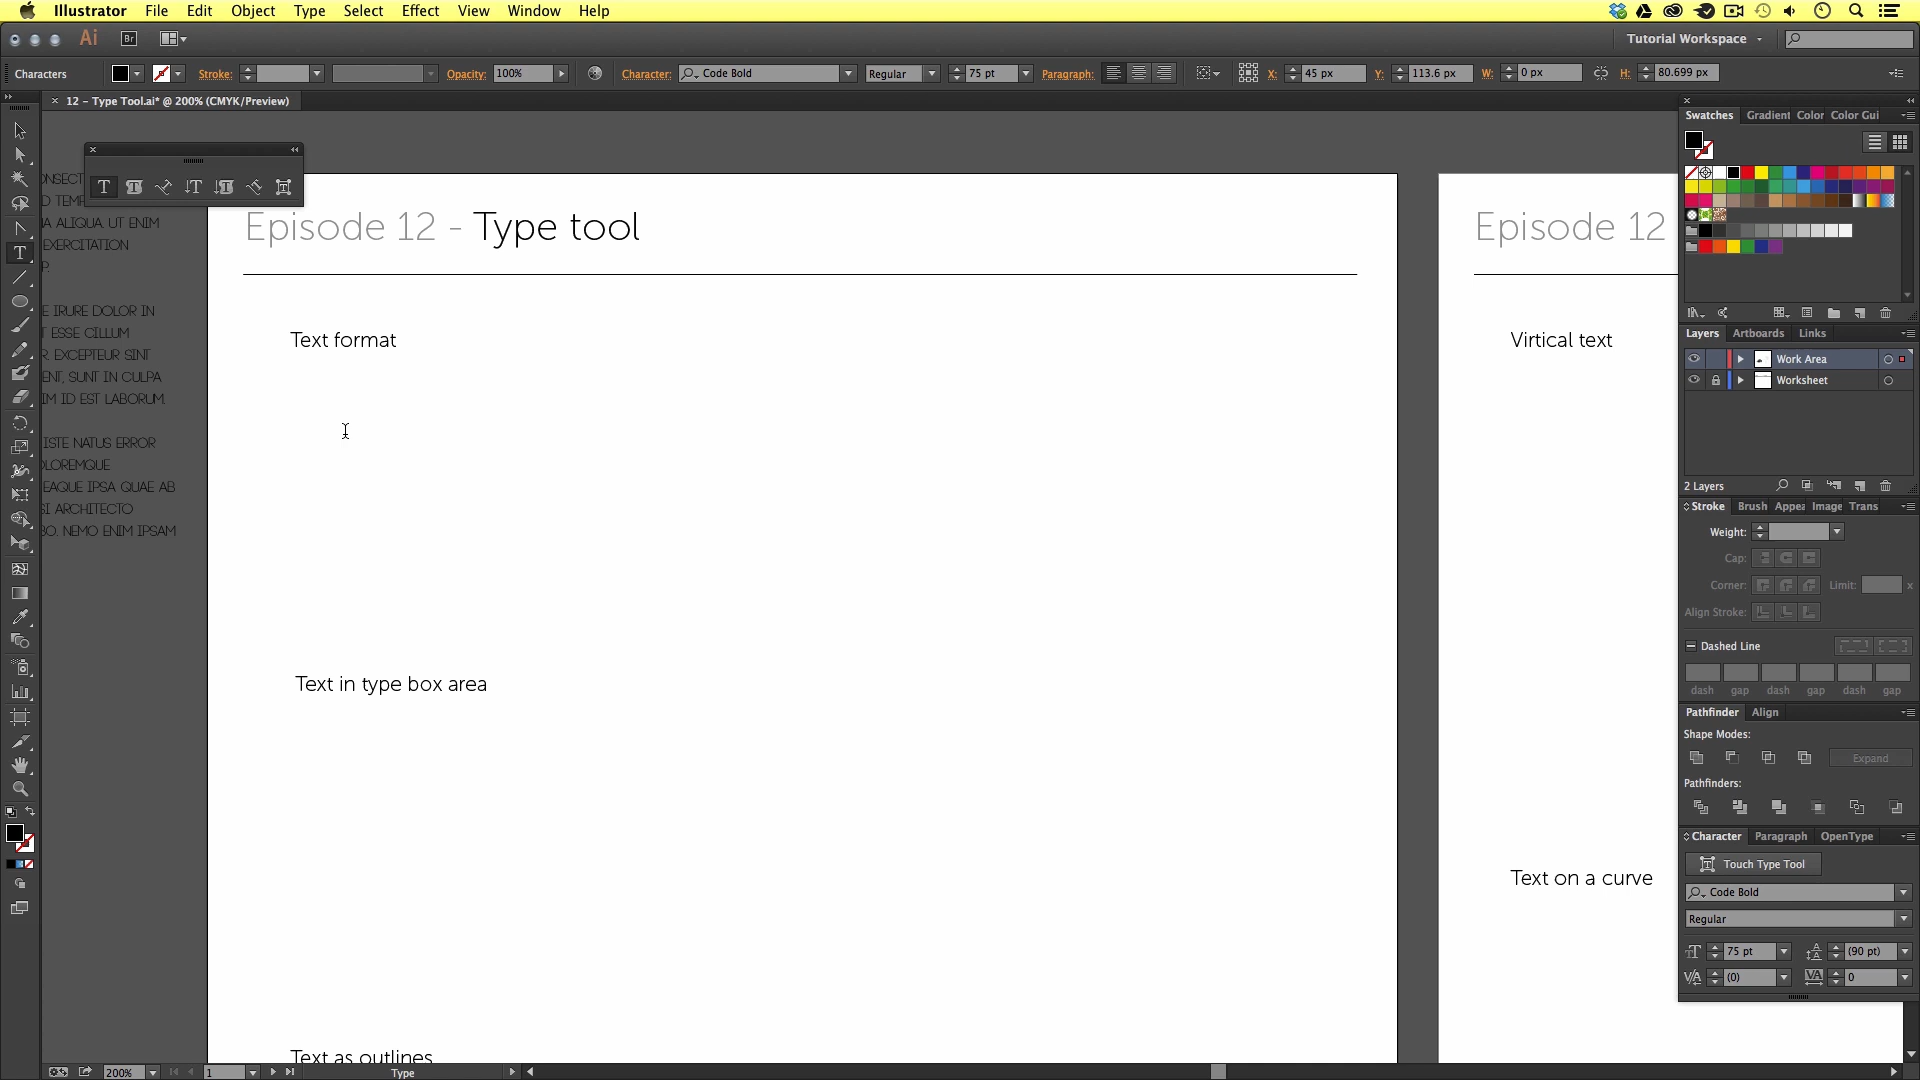 Illustrator File Edit Object Type Select Effect View Window Help
Ai Br Tutorial Workspace
Characters Stroke: Opacity: 100% Character: Code Bold Regular 75 pt Paragraph: X: 45 px Y: 113.6 px W: 0 px H: 80.699 px
12 – Type Tool.ai* @ 200% (CMYK/Preview)
Swatches Gradient Color Color Gui
Episode 12 - Type tool
Episode 12
Text format
Virtical text
Text in type box area
Text on a curve
Text as outlines
A ALIQUA. UT ENIM
EXERCITATION
P.
E IRURE DOLOR IN
T ESSE CILLUM
R. EXCEPTEUR SINT
ENT, SUNT IN CULPA
IM ID EST LABORUM.
ISTE NATUS ERROR
LOREMQUE
EAQUE IPSA QUAE AB
SI ARCHITECTO
BO. NEMO ENIM IPSAM
Layers Artboards Links
Work Area
Worksheet
2 Layers
Stroke Brush Appea Image Trans
Weight:
Cap:
Corner: Limit: x
Align Stroke:
Dashed Line
dash gap dash gap dash gap
Pathfinder Align
Shape Modes:
Expand
Pathfinders:
Character Paragraph OpenType
Touch Type Tool
Code Bold
Regular
75 pt (90 pt)
(0) 0
200% 1 Type